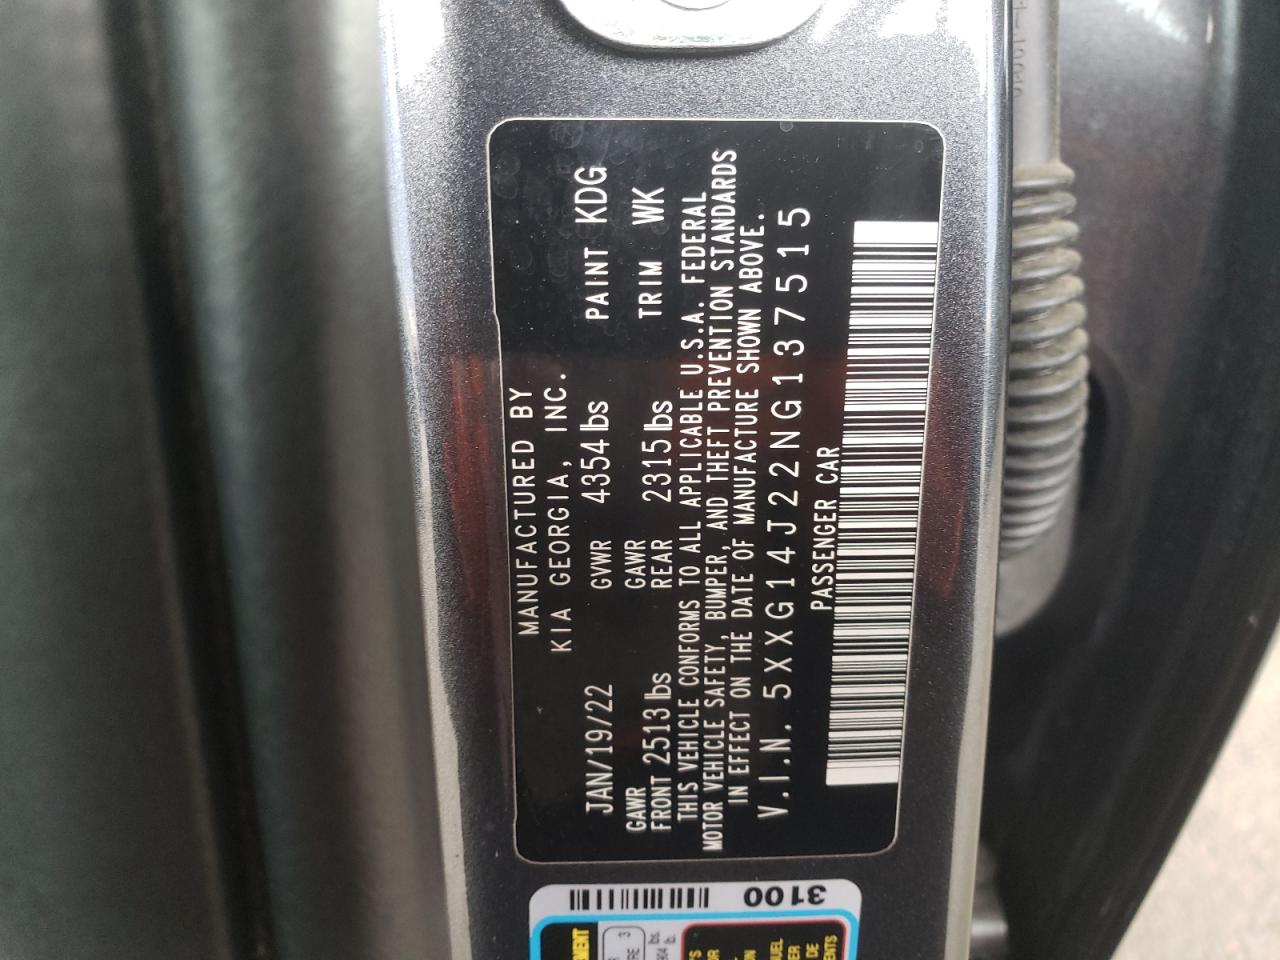 MANUFACTURED BY
KIA GEORGIA, INC.
JAN/19/22 GVWR 4354 lbs PAINT KDG
GAWR GAWR
FRONT 2513 lbs REAR 2315 lbs TRIM WK
THIS VEHICLE CONFORMS TO ALL APPLICABLE U.S.A. FEDERAL
MOTOR VEHICLE SAFETY, BUMPER, AND THEFT PREVENTION STANDARDS
IN EFFECT ON THE DATE OF MANUFACTURE SHOWN ABOVE.
V.I.N. 5XXG14J22NG137515
PASSENGER CAR
3100